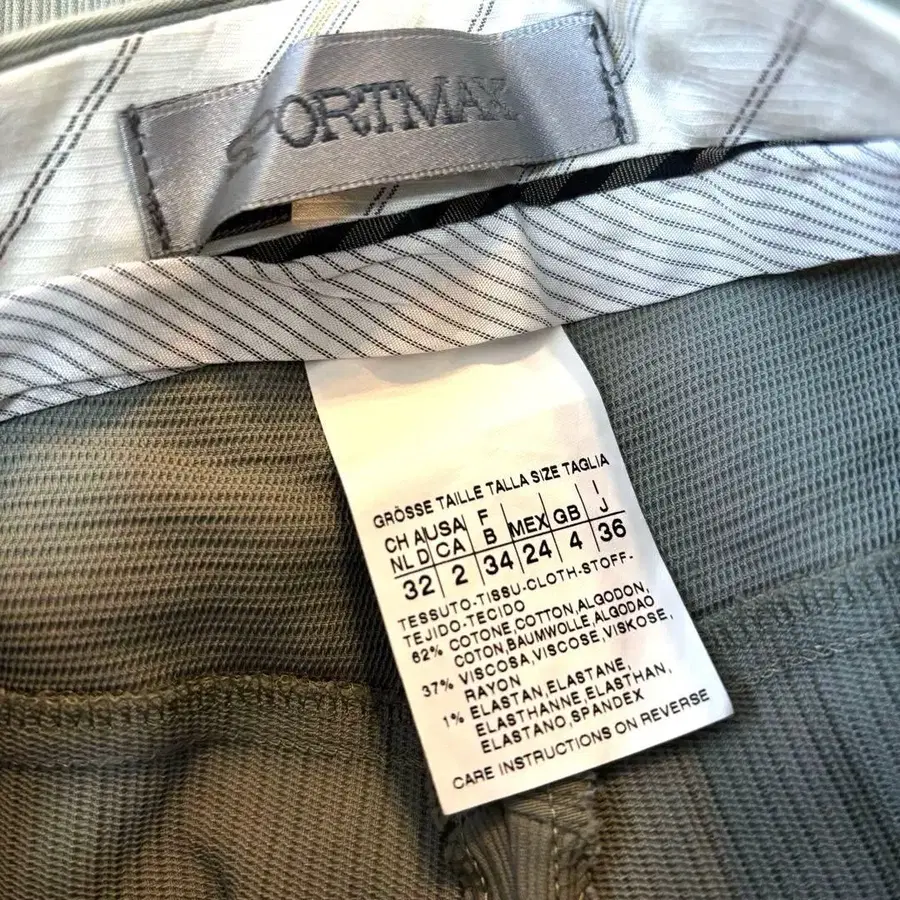 SPORTMAX
GRÖSSE TAILLE TALLA SIZE TAGLIA
CH A USA F MEX GB I
NL D CA B J
32 2 34 24 4 36
TESSUTO-TISSU-CLOTH-STOFF-
TEJIDO-TECIDO
62% COTONE,COTTON,ALGODON,
COTON,BAUMWOLLE,ALGODAO
37% VISCOSA,VISCOSE,VISKOSE,
RAYON
1% ELASTAN,ELASTANE,
ELASTHANNE,ELASTHAN,
ELASTANO,SPANDEX
CARE INSTRUCTIONS ON REVERSE